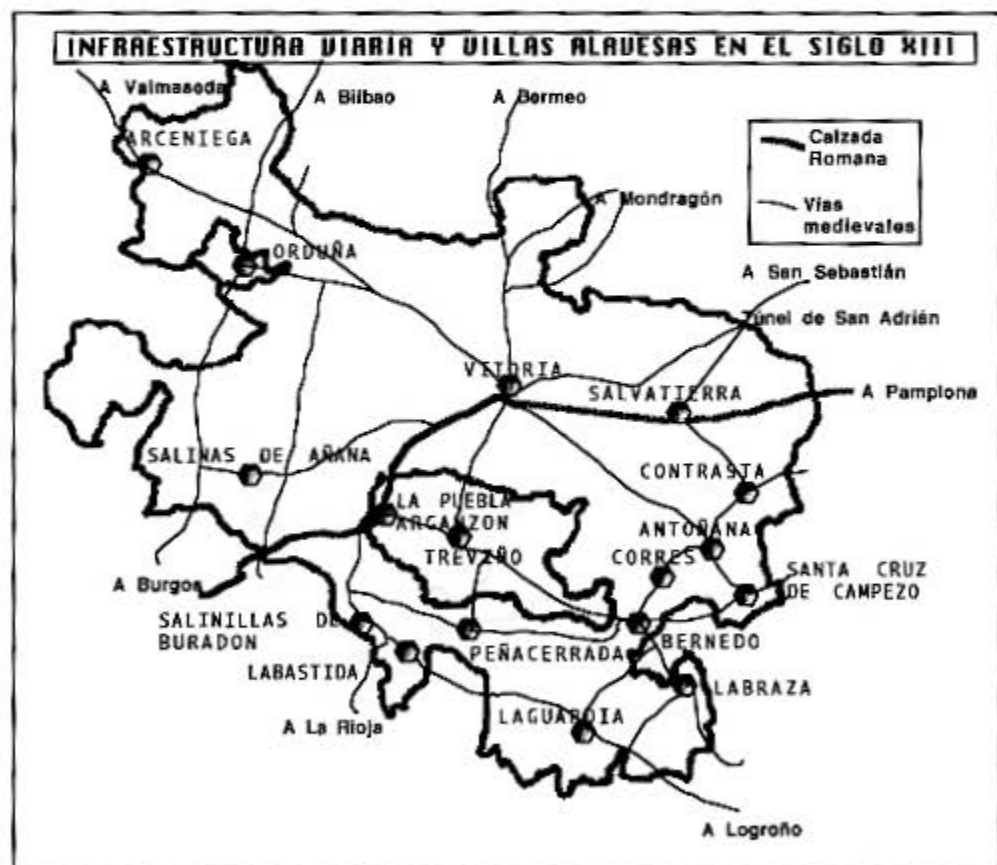 INFRAESTRUCTURA VIARIA Y VILLAS ALAVESAS EN EL SIGLO XIII
A Valmaseda
A Bilbao
A Bermeo
ARCENIEGA
Calzada
Romana
A Mondragón
Vías
medievales
ORDUÑA
A San Sebastián
Túnel de San Adrián
VITORIA
SALVATIERRA
A Pamplona
SALINAS DE AÑANA
CONTRASTA
LA PUEBLA
ARGANZON
ANTOÑANA
TREVIÑO
CORRES
A Burgos
SANTA CRUZ
DE CAMPEZO
SALINILLAS DE
BURADON
PEÑACERRADA
BERNEDO
LABASTIDA
LABRAZA
A La Rioja
LAGUARDIA
A Logroño